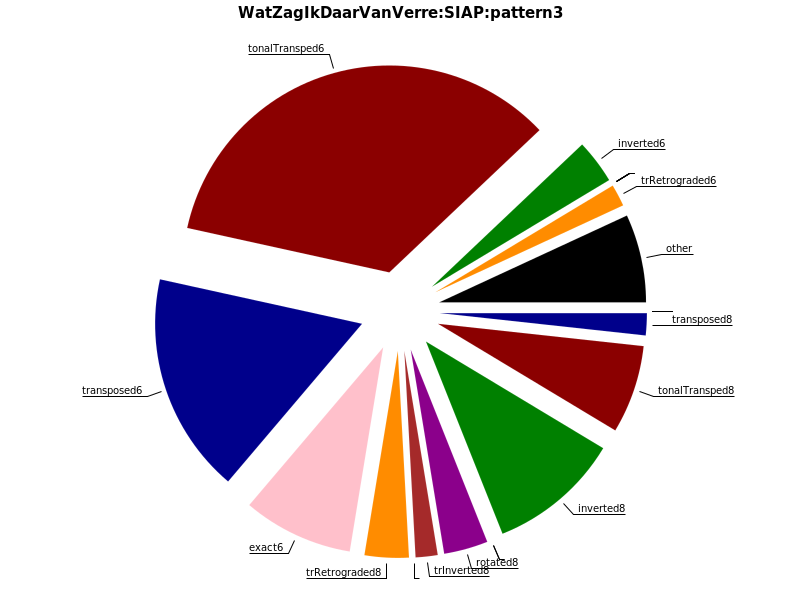 WatZagIkDaarVanVerre:SIAP:pattern3
tonalTransped6
inverted6
trRetrograded6
other
transposed8
tonalTransped8
transposed6
inverted8
exact6
trRetrograded8
trInverted8
rotated8